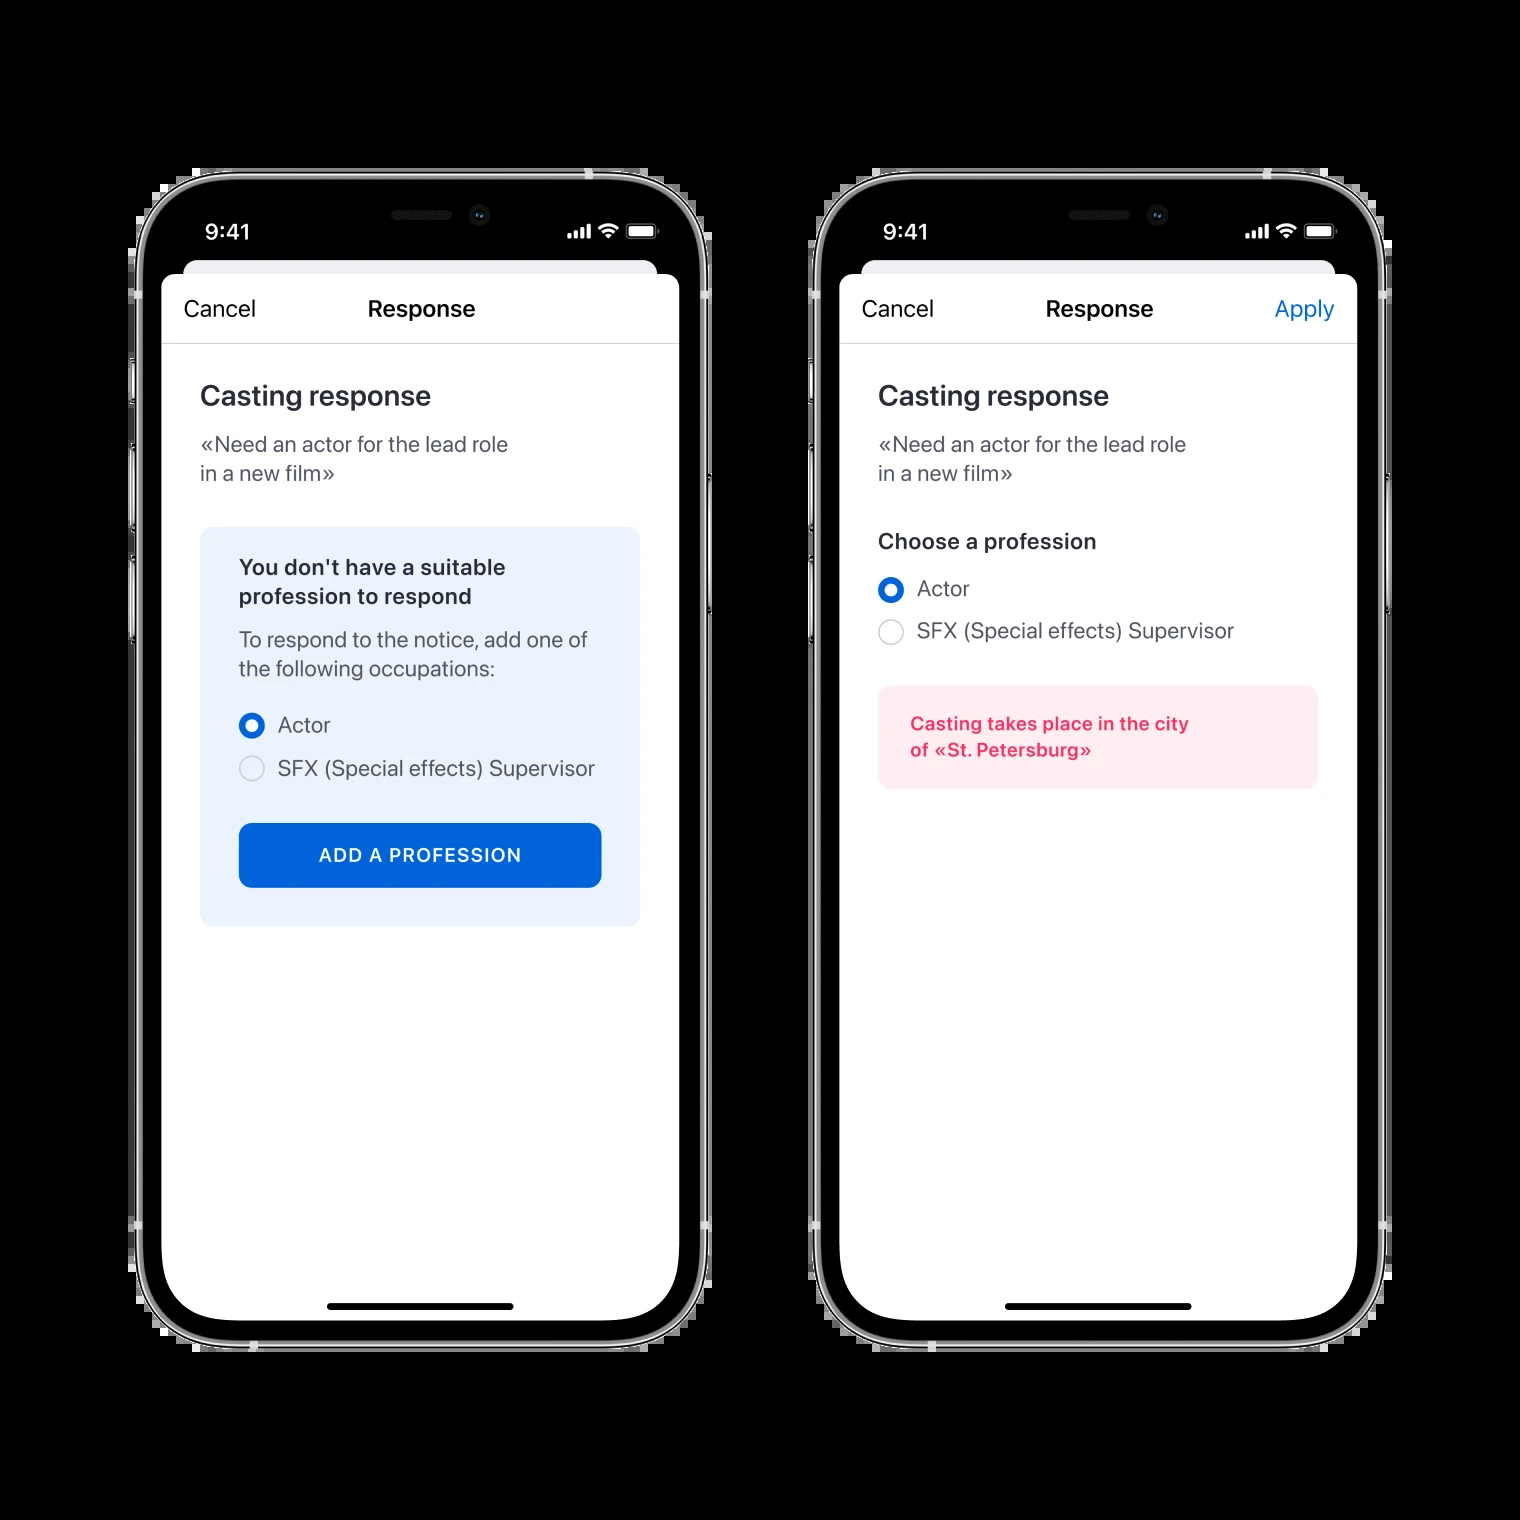 9:41
Cancel
Response
Casting response
«Need an actor for the lead role
in a new film»
You don't have a suitable
profession to respond
To respond to the notice, add one of
the following occupations:
Actor
SFX (Special effects) Supervisor
ADD A PROFESSION
9:41
Cancel
Response
Apply
Casting response
«Need an actor for the lead role
in a new film»
Choose a profession
Actor
SFX (Special effects) Supervisor
Casting takes place in the city
of «St. Petersburg»